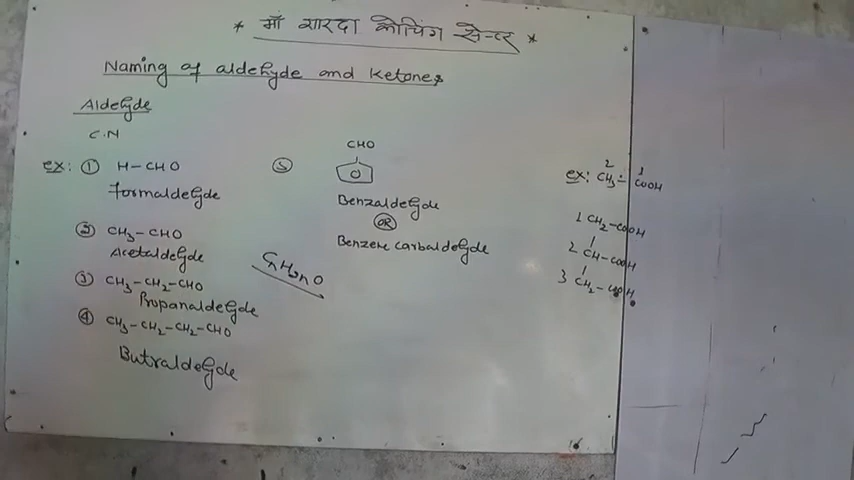 * माँ सारदा कोचिंग सेन्टर *
Naming of aldehyde and Ketones
Aldehyde
C.N
ex: ① H-CHO
Formaldehyde
② CH₃-CHO
Acetaldehyde
③ CH₃-CH₂-CHO
Propanaldehyde
④ CH₃-CH₂-CH₂-CHO
Butraldehyde
⑤ CHO
Benzaldehyde
OR
Benzene Carbaldehyde
CnH2nO
2 1
ex: CH₃- COOH
1 CH₂-COOH
2 CH-COOH
3 CH₂-COOH